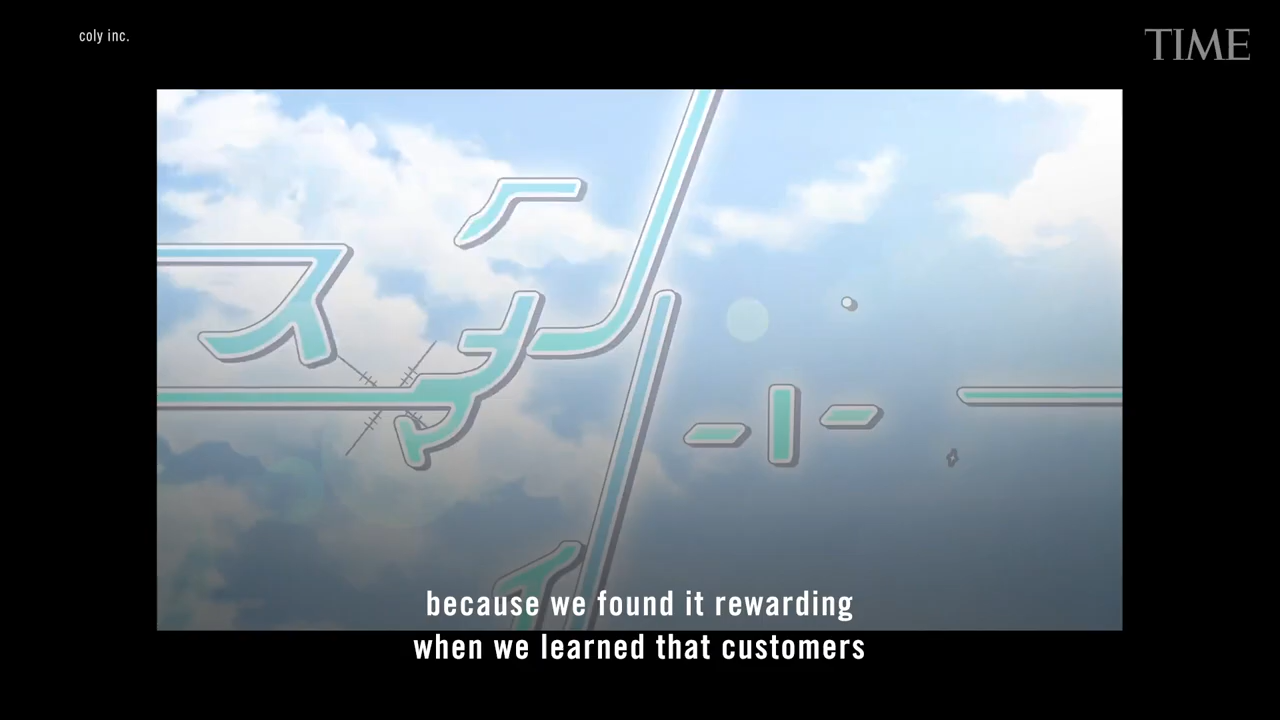 coly inc.
TIME
because we found it rewarding
when we learned that customers